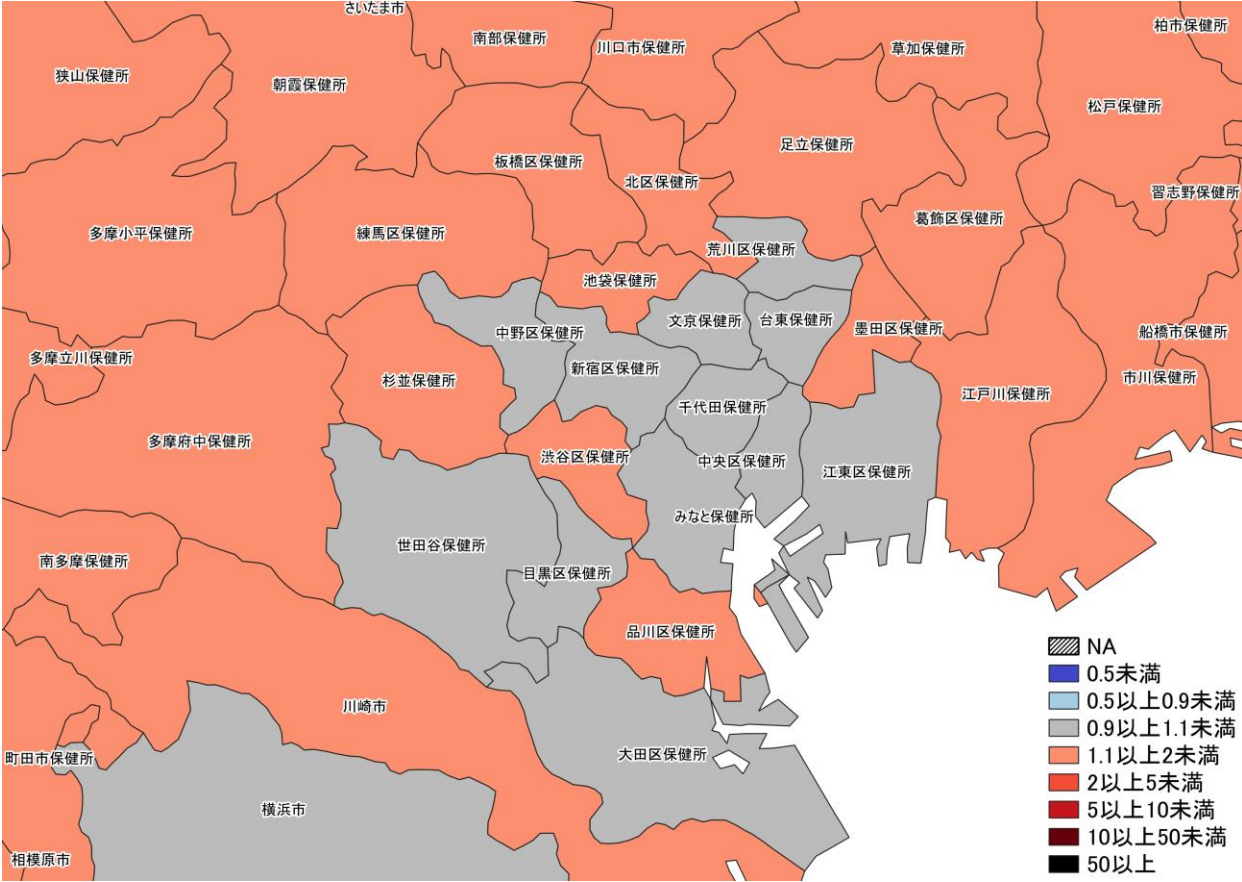 さいたま市
南部保健所
川口市保健所
草加保健所
柏市保健所
狭山保健所
朝霞保健所
松戸保健所
板橋区保健所
足立保健所
北区保健所
習志野保健所
多摩小平保健所
練馬区保健所
葛飾区保健所
荒川区保健所
池袋保健所
文京保健所
台東保健所
中野区保健所
墨田区保健所
船橋市保健所
多摩立川保健所
新宿区保健所
杉並保健所
市川保健所
江戸川保健所
千代田保健所
多摩府中保健所
渋谷区保健所
中央区保健所
江東区保健所
みなと保健所
世田谷保健所
南多摩保健所
目黒区保健所
品川区保健所
川崎市
町田市保健所
大田区保健所
横浜市
相模原市
NA
0.5未満
0.5以上0.9未満
0.9以上1.1未満
1.1以上2未満
2以上5未満
5以上10未満
10以上50未満
50以上